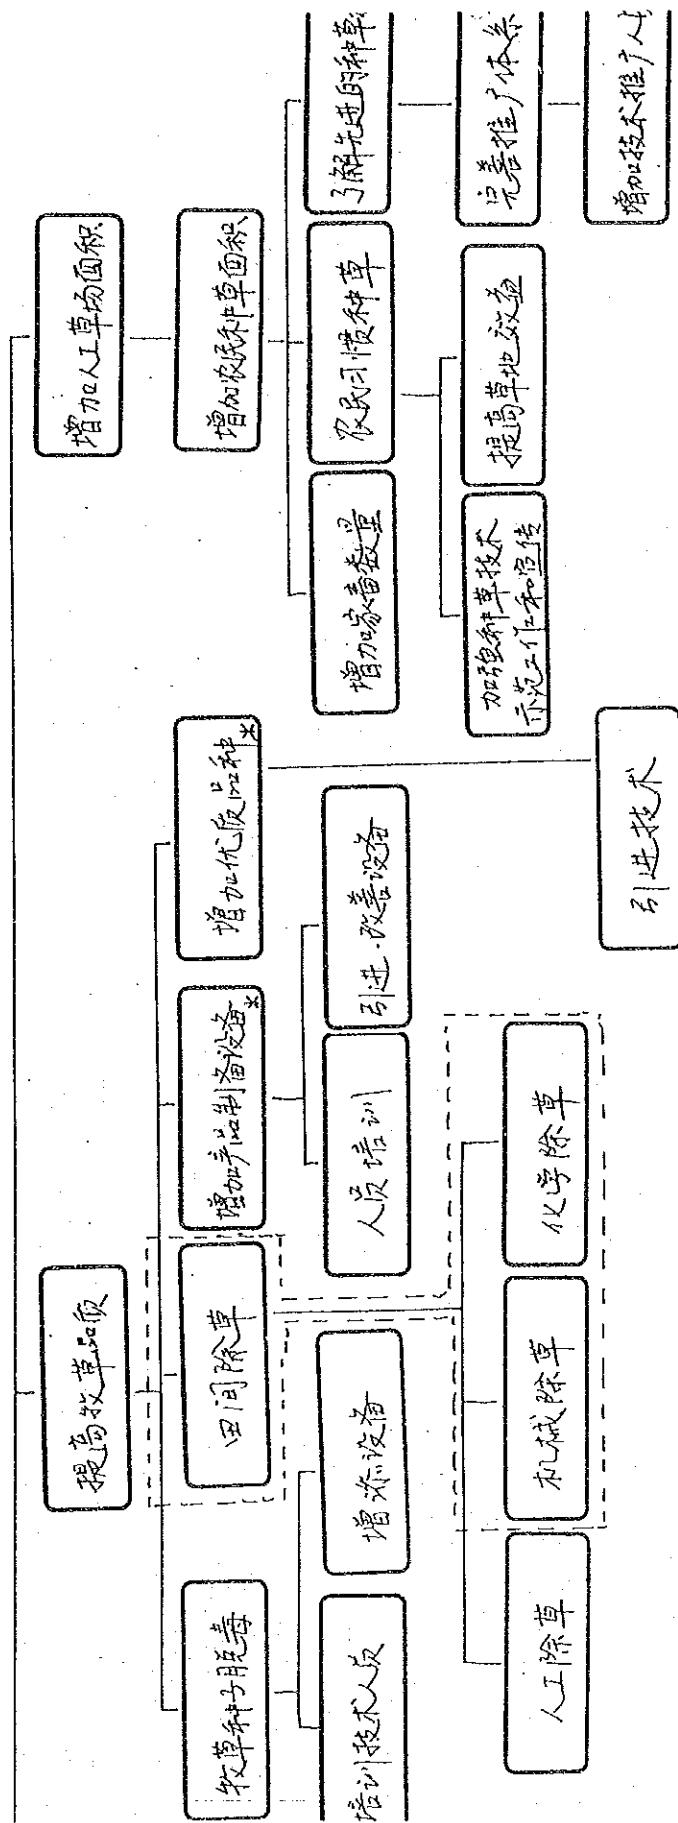 提高牧草品质
增加人工草场面积
牧草种子脱毒
田间除草
增加产品制备设备*
增加优质品种*
增加农民种草面积
培训技术人员
增添设备
人员培训
引进·改善设备
增加家畜数量
农民习惯种草
了解先进的种草
人工除草
机械除草
化学除草
加强种草技术
示范工作和宣传
提高草地效益
完善推广体系
引进技术
增加技术推广人